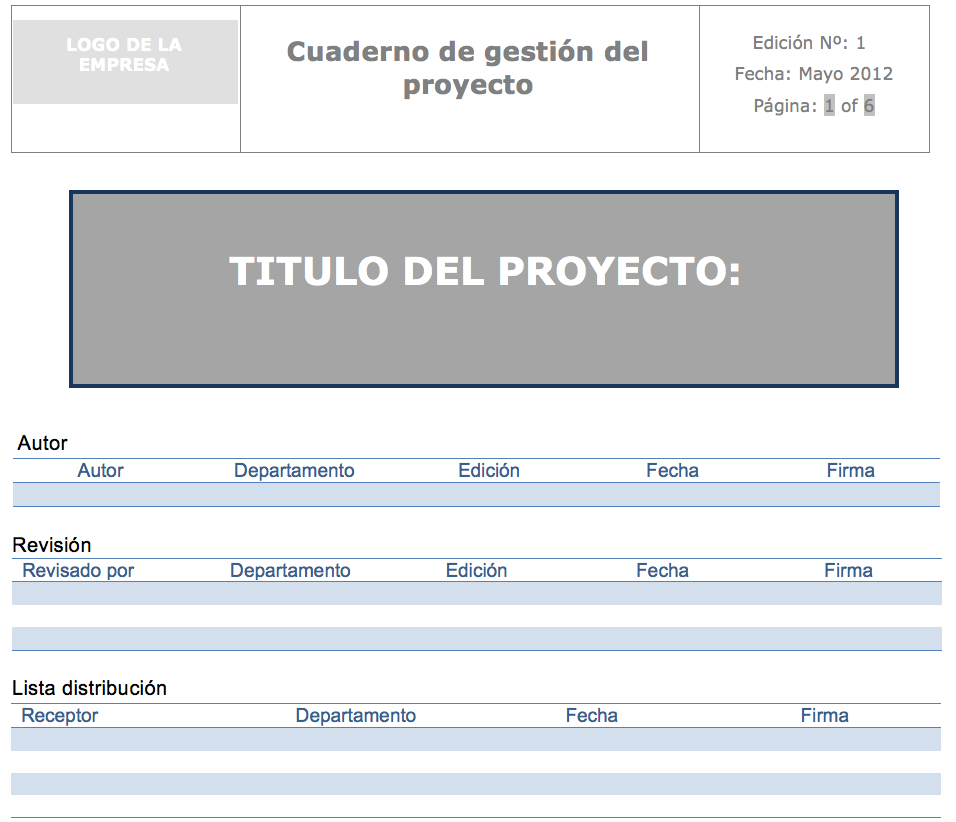 LOGO DE LA
EMPRESA
Cuaderno de gestión del
proyecto
Edición Nº: 1
Fecha: Mayo 2012
Página: 1 of 6
TITULO DEL PROYECTO:
Autor
Autor Departamento Edición Fecha Firma
Revisión
Revisado por Departamento Edición Fecha Firma
Lista distribución
Receptor Departamento Fecha Firma